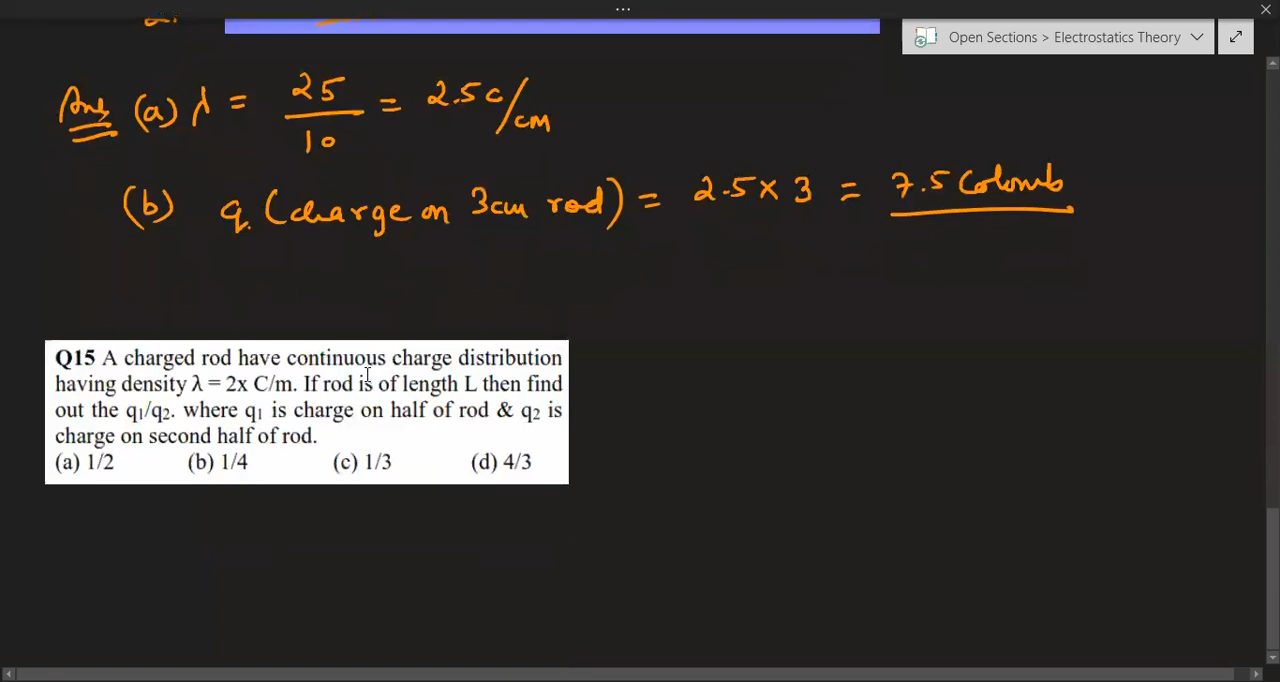 Open Sections > Electrostatics Theory
Ans (a) λ = 25/10 = 2.5 C/cm
(b) q (charge on 3cm rod) = 2.5 × 3 = 7.5 Colomb
Q15 A charged rod have continuous charge distribution
having density λ = 2x C/m. If rod is of length L then find
out the q₁/q₂. where q₁ is charge on half of rod & q₂ is
charge on second half of rod.
(a) 1/2 (b) 1/4 (c) 1/3 (d) 4/3